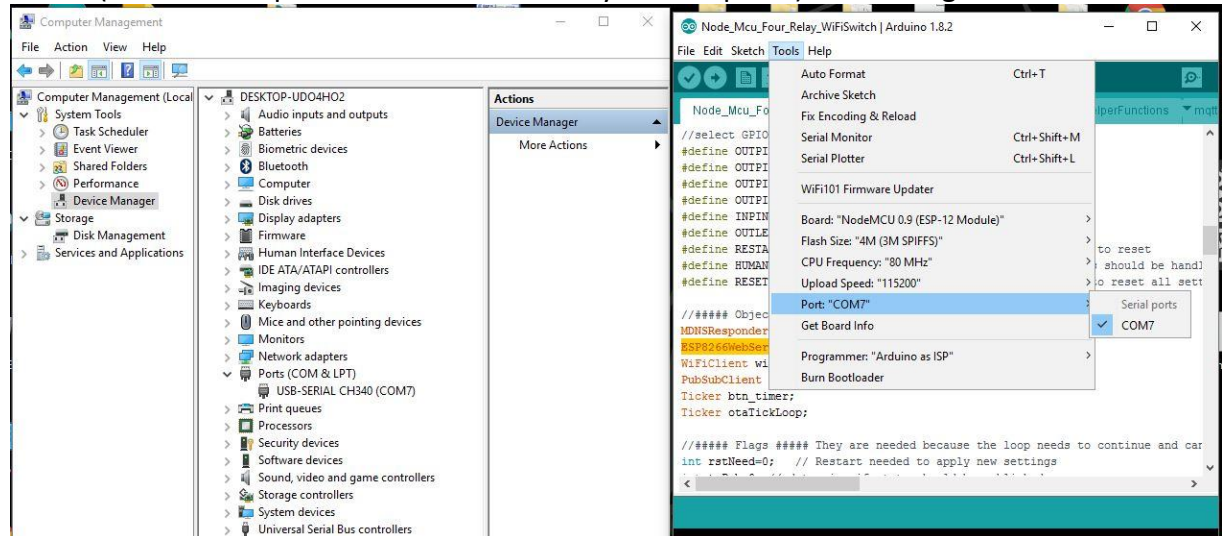 Computer Management
File Action View Help
Computer Management (Local
System Tools
Task Scheduler
Event Viewer
Shared Folders
Performance
Device Manager
Storage
Disk Management
Services and Applications
DESKTOP-UDO4HO2
Audio inputs and outputs
Batteries
Biometric devices
Bluetooth
Computer
Disk drives
Display adapters
Firmware
Human Interface Devices
IDE ATA/ATAPI controllers
Imaging devices
Keyboards
Mice and other pointing devices
Monitors
Network adapters
Ports (COM & LPT)
USB-SERIAL CH340 (COM7)
Print queues
Processors
Security devices
Software devices
Sound, video and game controllers
Storage controllers
System devices
Universal Serial Bus controllers
Actions
Device Manager
More Actions
Node_Mcu_Four_Relay_WiFiSwitch | Arduino 1.8.2
File Edit Sketch Tools Help
Node_Mcu_Fo
lperFunctions
mqtt
Auto Format Ctrl+T
Archive Sketch
Fix Encoding & Reload
Serial Monitor Ctrl+Shift+M
Serial Plotter Ctrl+Shift+L
WiFi101 Firmware Updater
Board: "NodeMCU 0.9 (ESP-12 Module)"
Flash Size: "4M (3M SPIFFS)"
CPU Frequency: "80 MHz"
Upload Speed: "115200"
Port: "COM7"
Get Board Info
Programmer: "Arduino as ISP"
Burn Bootloader
Serial ports
COM7
//select GPIO
#define OUTPI
#define OUTPI
#define OUTPI
#define OUTPI
#define INPIN
#define OUTLE
#define RESTA to reset
#define HUMAN should be handl
#define RESET to reset all sett
//##### Objec
MDNSResponder
ESP8266WebSer
WiFiClient wi
PubSubClient
Ticker btn_timer;
Ticker otaTickLoop;
//##### Flags ##### They are needed because the loop needs to continue and car
int rstNeed=0; // Restart needed to apply new settings